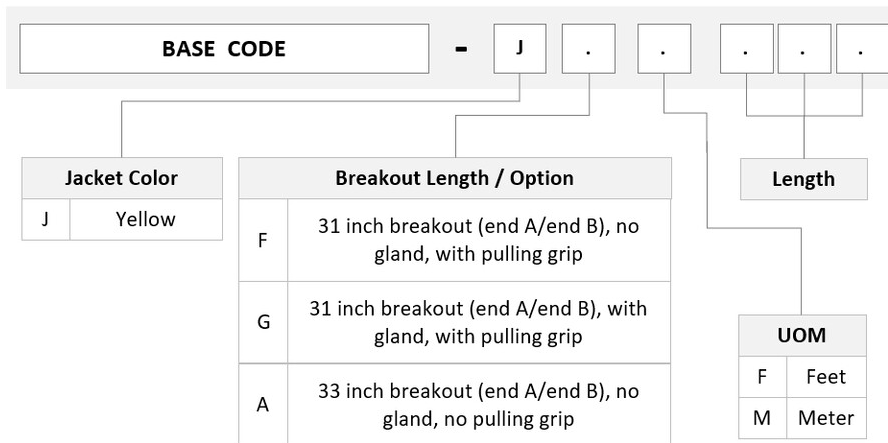 BASE CODE - J . . . . .
Jacket Color
J Yellow
Breakout Length / Option
F 31 inch breakout (end A/end B), no
gland, with pulling grip
G 31 inch breakout (end A/end B), with
gland, with pulling grip
A 33 inch breakout (end A/end B), no
gland, no pulling grip
Length
UOM
F Feet
M Meter